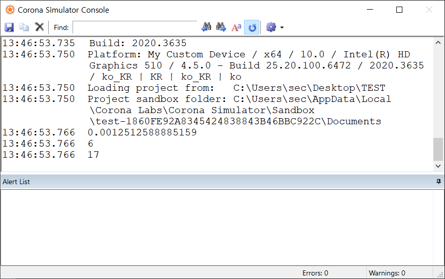 Corona Simulator Console
Find:
13:46:53.735 Build: 2020.3635
13:46:53.750 Platform: My Custom Device / x64 / 10.0 / Intel(R) HD
Graphics 510 / 4.5.0 - Build 25.20.100.6472 / 2020.3635
/ ko_KR | KR | ko_KR | ko
13:46:53.750 Loading project from: C:\Users\sec\Desktop\TEST
13:46:53.750 Project sandbox folder: C:\Users\sec\AppData\Local
\Corona Labs\Corona Simulator\Sandbox
\test-1860FE92A8345424838843B46BBC922C\Documents
13:46:53.766 0.0012512588885159
13:46:53.766 6
13:46:53.766 17
Alert List
Errors: 0 Warnings: 0